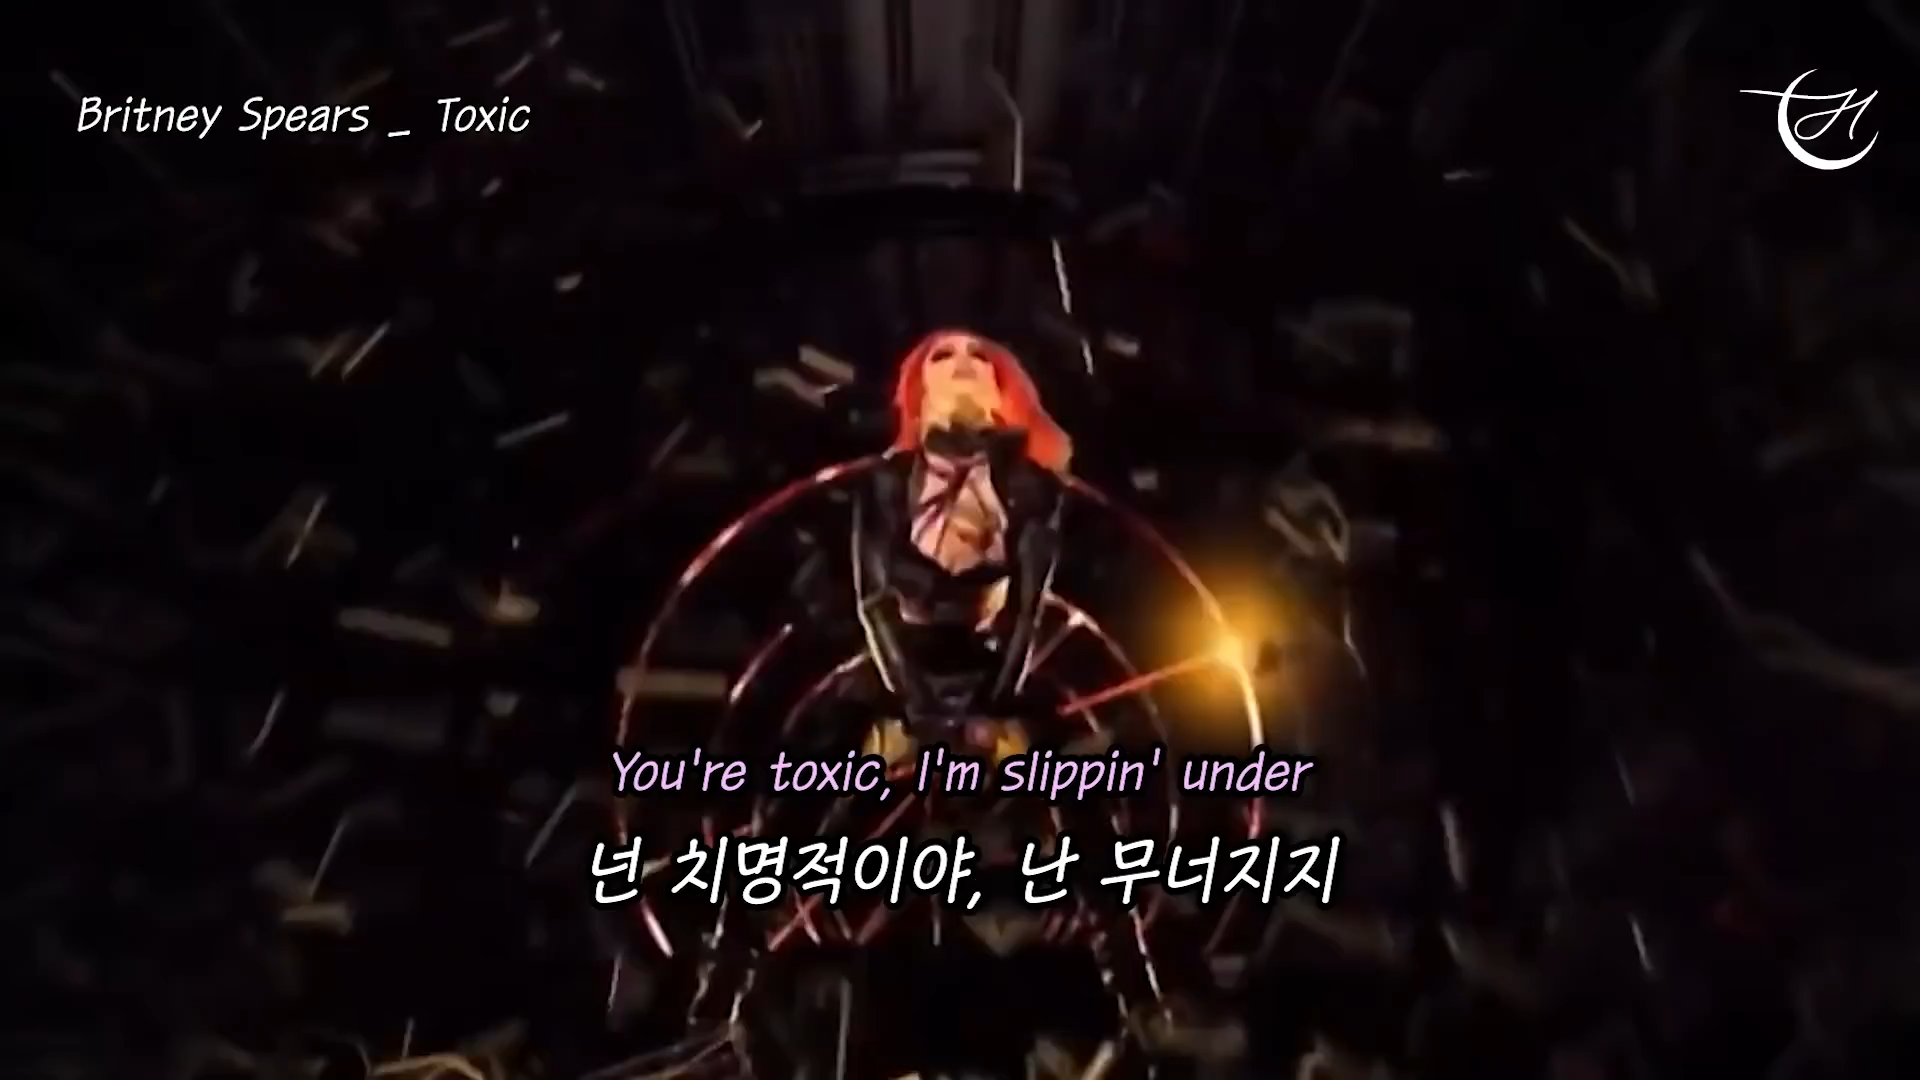 Britney Spears _ Toxic
You're toxic, I'm slippin' under
넌 치명적이야, 난 무너지지